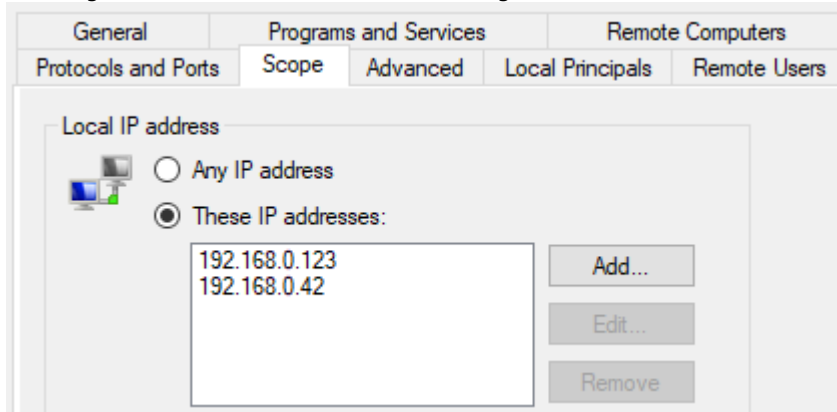 General Programs and Services Remote Computers
Protocols and Ports Scope Advanced Local Principals Remote Users
Local IP address
Any IP address
These IP addresses:
192.168.0.123
192.168.0.42
Add...
Edit...
Remove